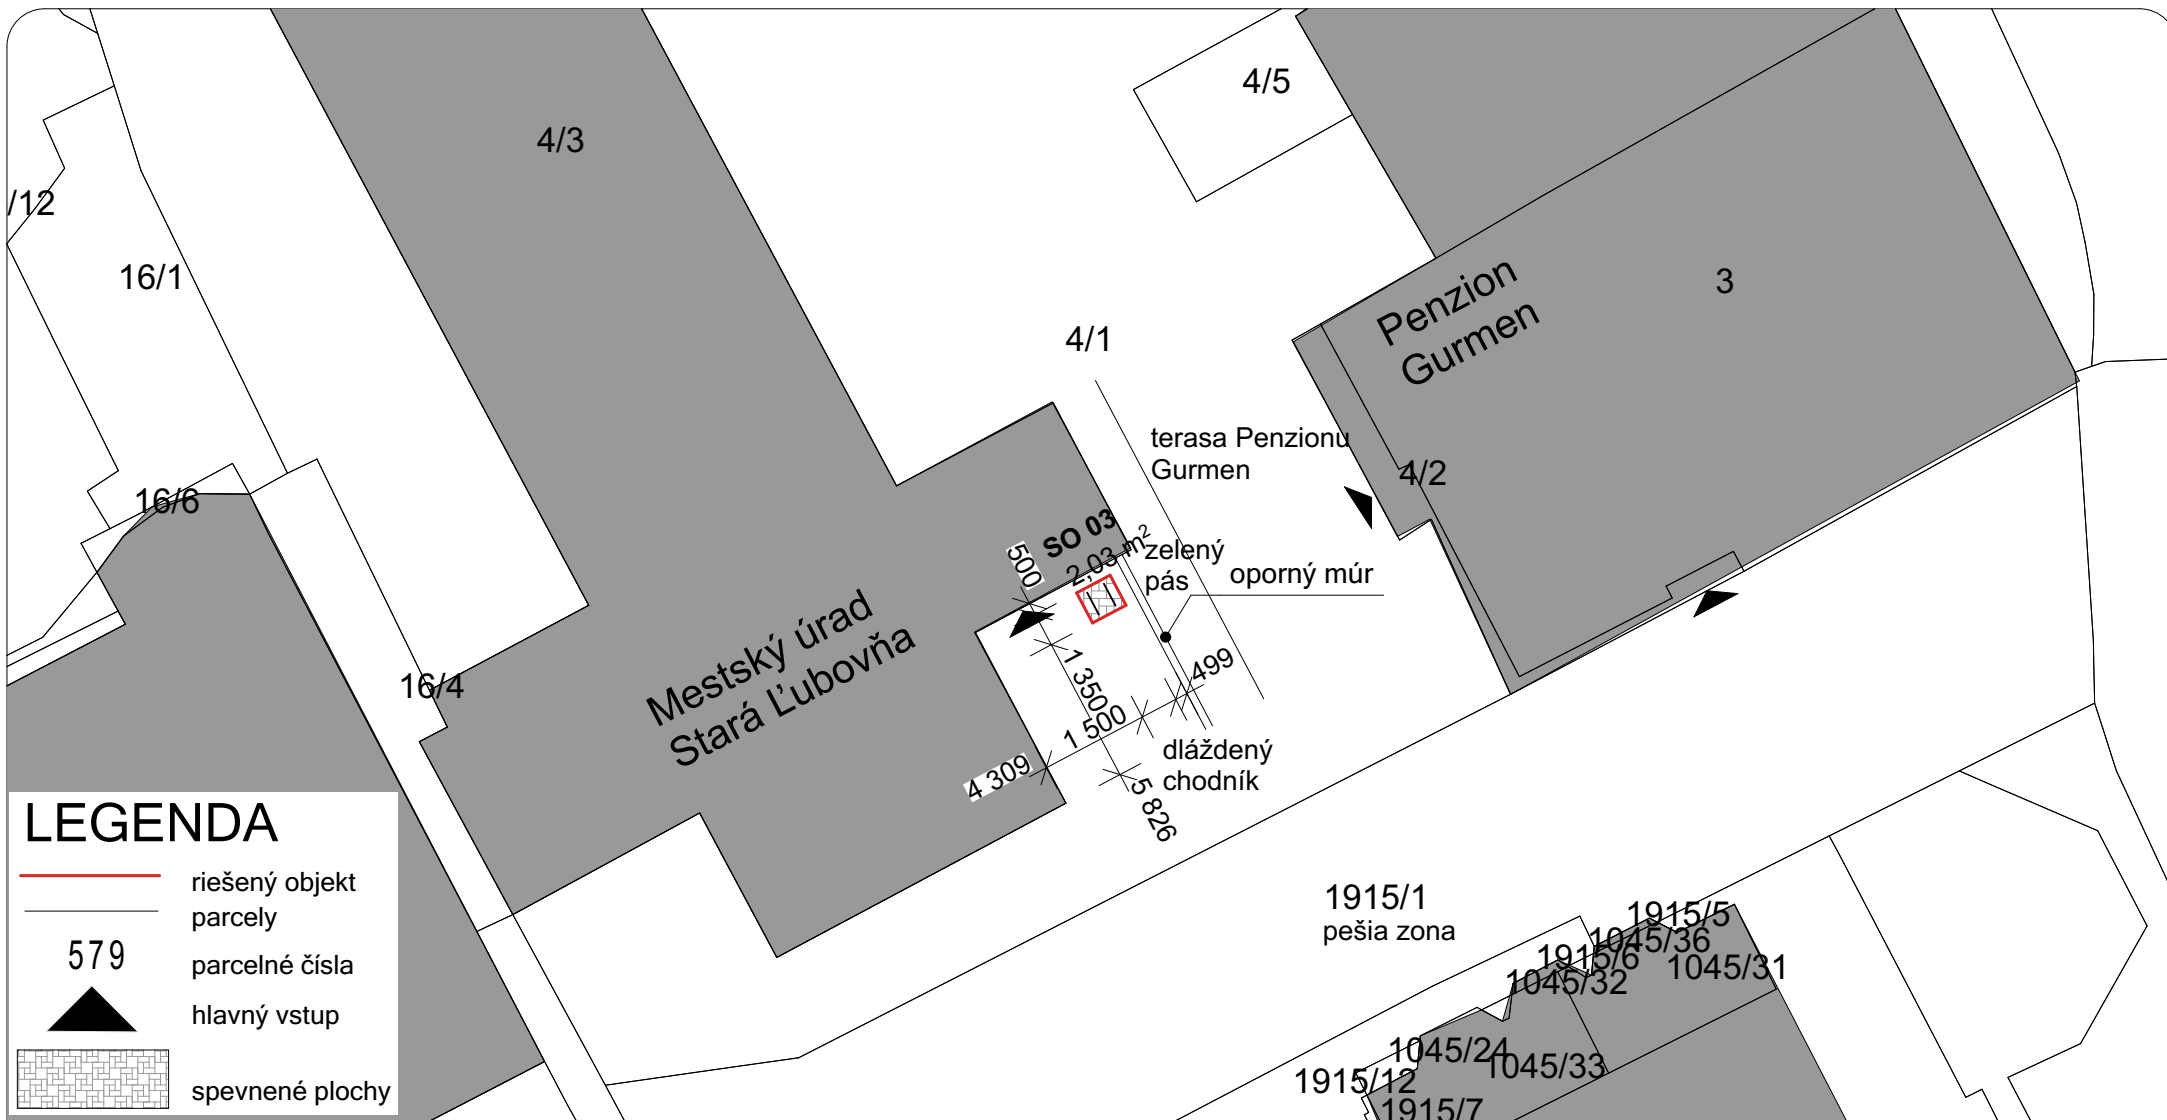 4/5
4/3
/12
16/1
3
Penzion
Gurmen
4/1
terasa Penzionu
Gurmen
4/2
16/6
SO 03
2,03 m²
500
zelený
pás
oporný múr
Mestský úrad
Stará Ľubovňa
16/4
1 350
499
1 500
4 309
5 826
dláždený
chodník
LEGENDA
riešený objekt
parcely
579
parcelné čísla
hlavný vstup
spevnené plochy
1915/1
pešia zona
1915/5
1045/36
1915/6
1045/31
1045/32
1045/24
1045/33
1915/12
1915/7